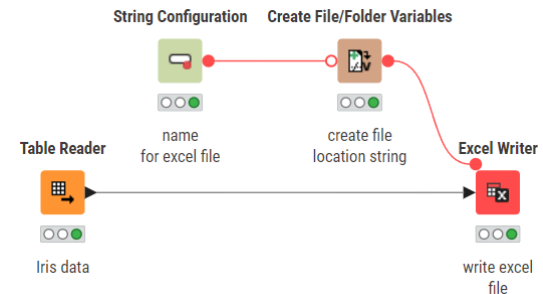 String Configuration
Create File/Folder Variables
name
for excel file
create file
location string
Table Reader
Excel Writer
Iris data
write excel
file